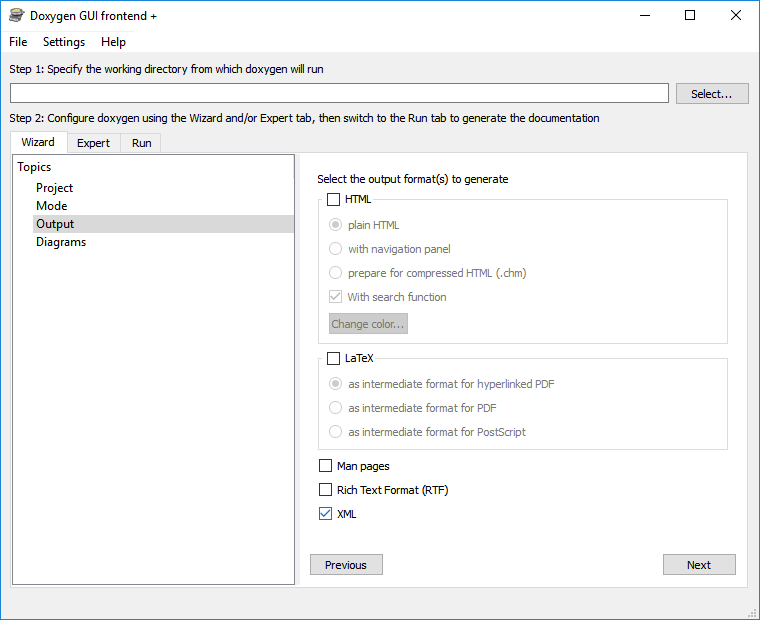 Doxygen GUI frontend +
File Settings Help
Step 1: Specify the working directory from which doxygen will run
Select...
Step 2: Configure doxygen using the Wizard and/or Expert tab, then switch to the Run tab to generate the documentation
Wizard Expert Run
Topics
Project
Mode
Output
Diagrams
Select the output format(s) to generate
HTML
plain HTML
with navigation panel
prepare for compressed HTML (.chm)
With search function
Change color...
LaTeX
as intermediate format for hyperlinked PDF
as intermediate format for PDF
as intermediate format for PostScript
Man pages
Rich Text Format (RTF)
XML
Previous Next